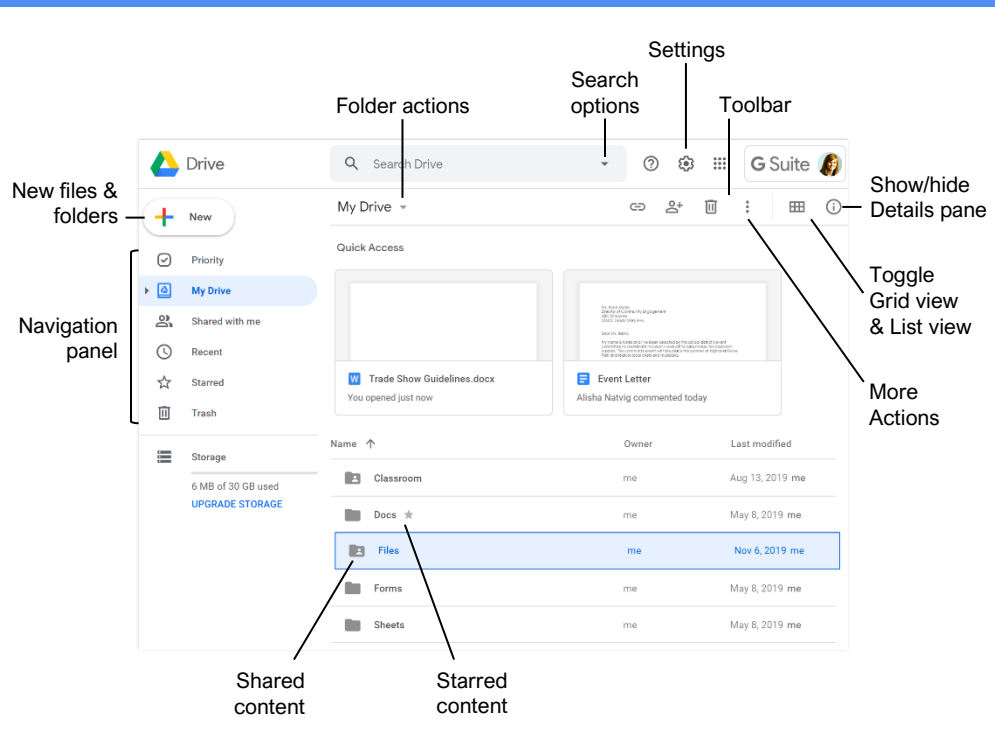 Settings
Search
options
Folder actions
Toolbar
Drive
Search Drive
G Suite
New files &
folders
New
My Drive
Show/hide
Details pane
Quick Access
Priority
My Drive
Shared with me
Recent
Starred
Trash
Navigation
panel
Toggle
Grid view
& List view
Dear Ms. Banks,
Trade Show Guidelines.docx
You opened just now
Event Letter
Alisha Natvig commented today
More
Actions
Storage
6 MB of 30 GB used
UPGRADE STORAGE
Name Owner Last modified
Classroom me Aug 13, 2019 me
Docs me May 8, 2019 me
Files me Nov 6, 2019 me
Forms me May 8, 2019 me
Sheets me May 8, 2019 me
Shared
content
Starred
content